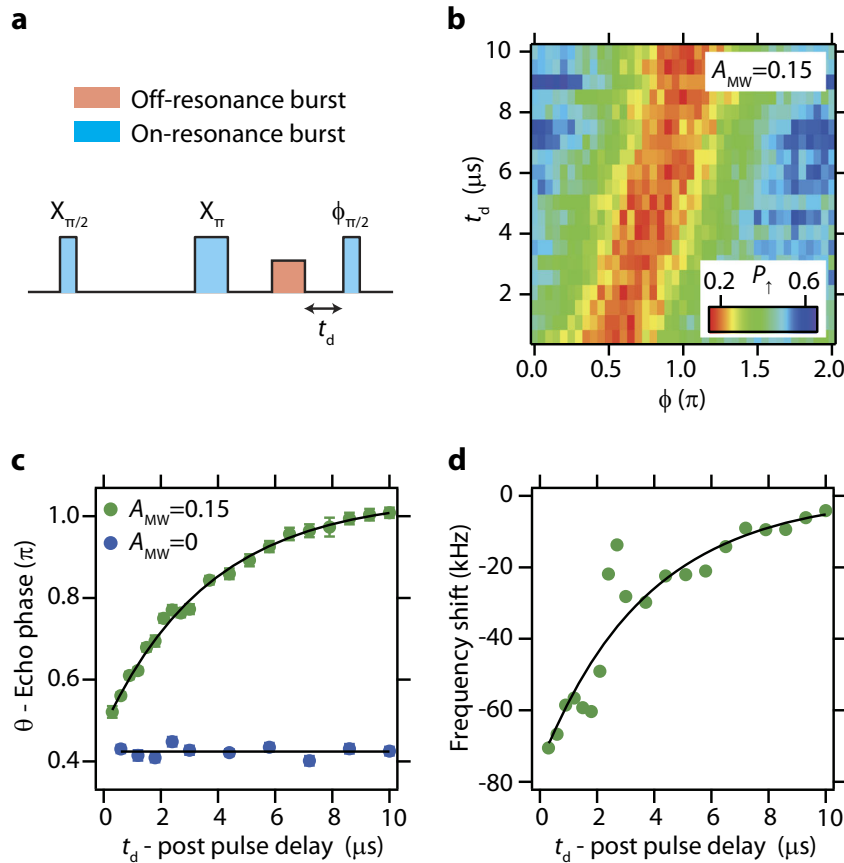 a
Off-resonance burst
On-resonance burst
X_π/2
X_π
ϕ_π/2
t_d
b
A_MW=0.15
10
8
6
4
2
t_d (μs)
0.2 P_↑ 0.6
0.0 0.5 1.0 1.5 2.0
ϕ (π)
c
A_MW=0.15
A_MW=0
1.0
0.8
0.6
0.4
θ - Echo phase (π)
0 2 4 6 8 10
t_d - post pulse delay (μs)
d
0
-20
-40
-60
-80
Frequency shift (kHz)
0 2 4 6 8 10
t_d - post pulse delay (μs)